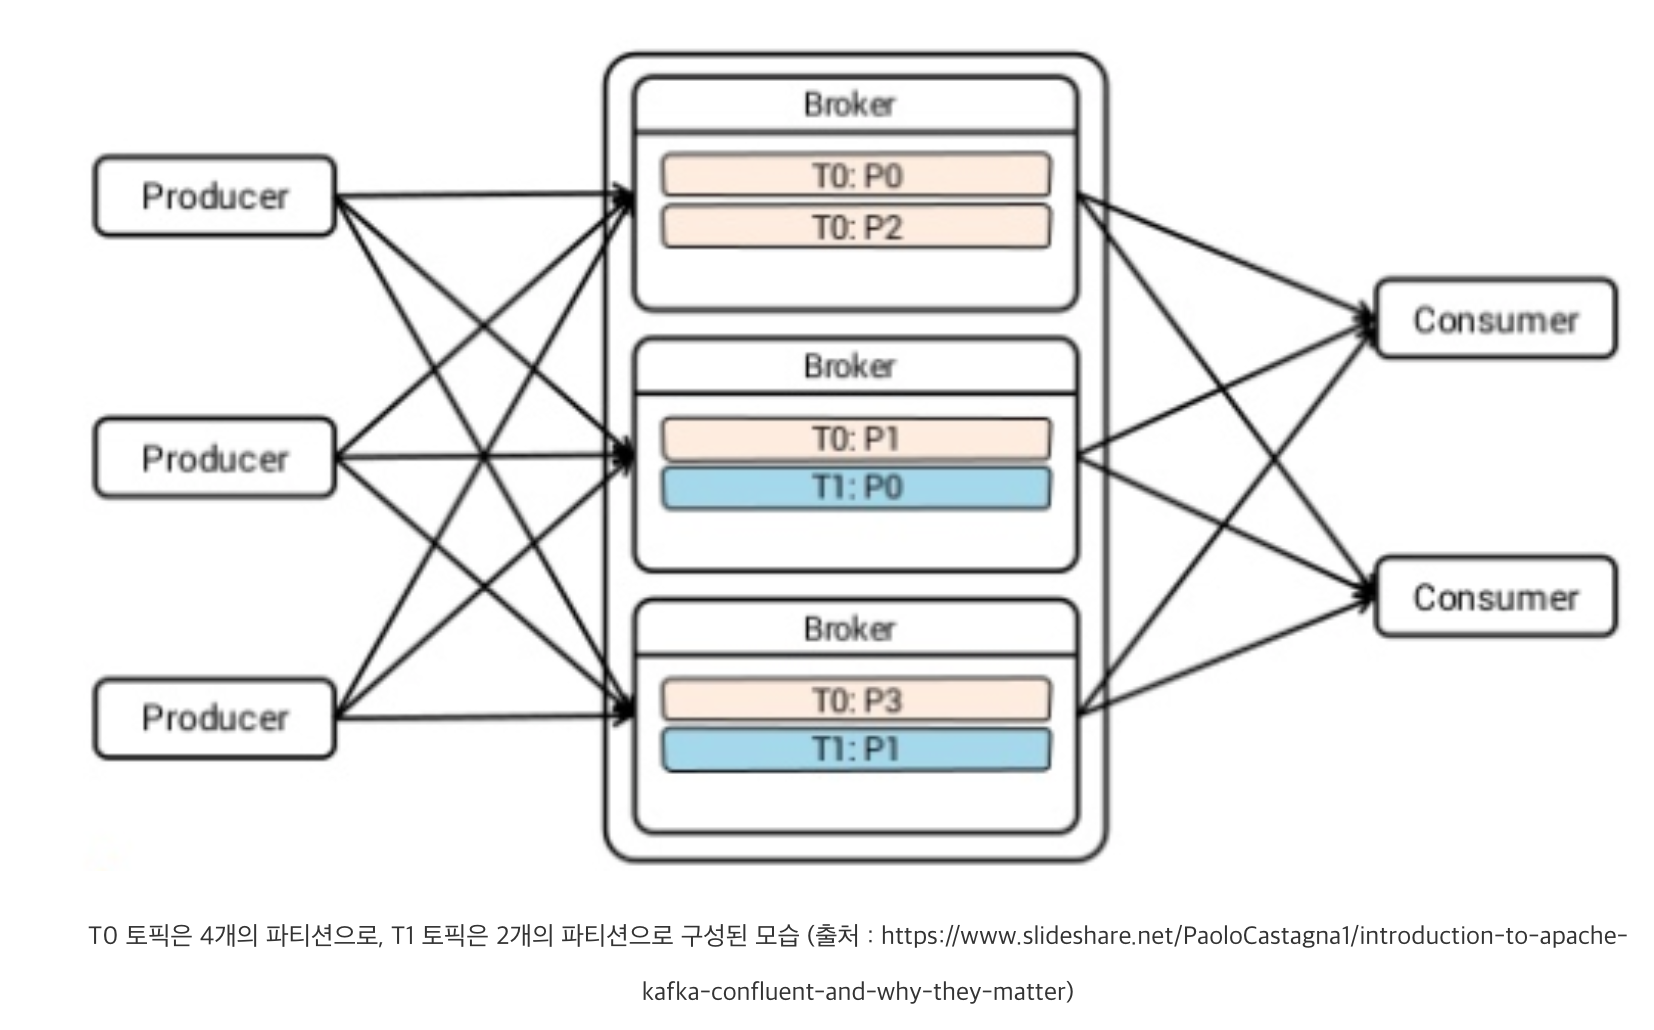 Producer
Producer
Producer
Broker
T0: P0
T0: P2
Broker
T0: P1
T1: P0
Broker
T0: P3
T1: P1
Consumer
Consumer
T0 토픽은 4개의 파티션으로, T1 토픽은 2개의 파티션으로 구성된 모습 (출처 : https://www.slideshare.net/PaoloCastagna1/introduction-to-apache-
kafka-confluent-and-why-they-matter)